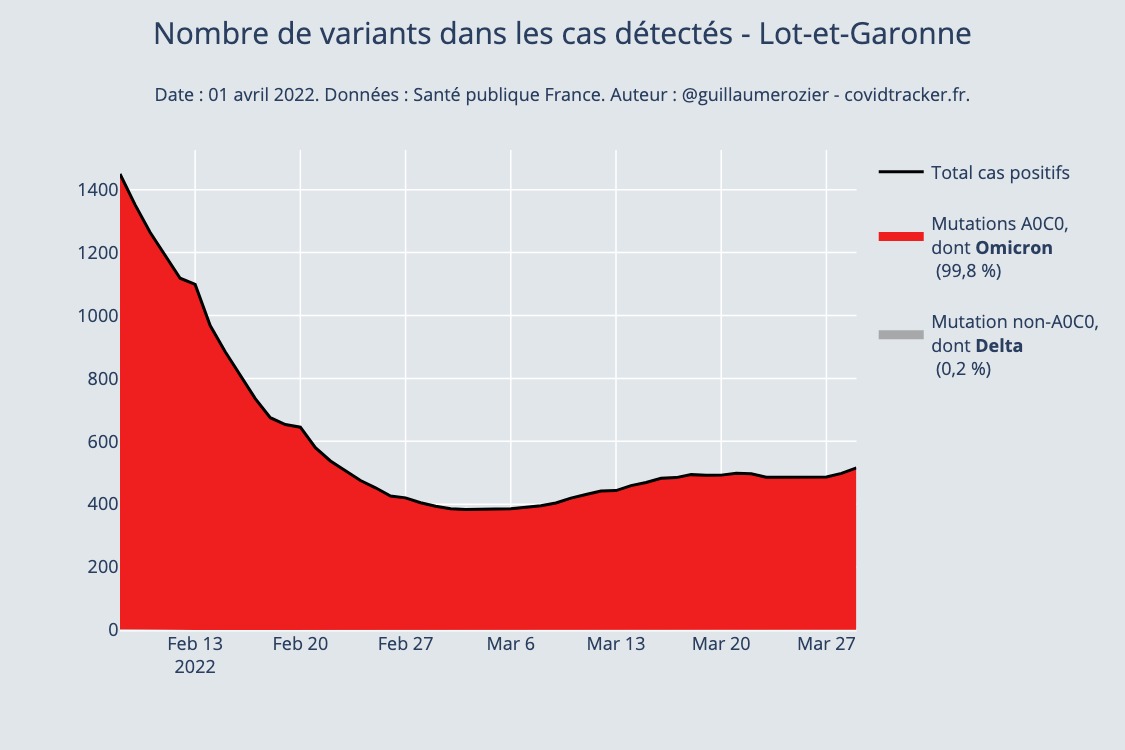 Nombre de variants dans les cas détectés - Lot-et-Garonne
Date : 01 avril 2022. Données : Santé publique France. Auteur : @guillaumerozier - covidtracker.fr.
1400
1200
1000
800
600
400
200
0
Feb 13
2022
Feb 20
Feb 27
Mar 6
Mar 13
Mar 20
Mar 27
Total cas positifs
Mutations A0C0,
dont Omicron
(99,8 %)
Mutation non-A0C0,
dont Delta
(0,2 %)